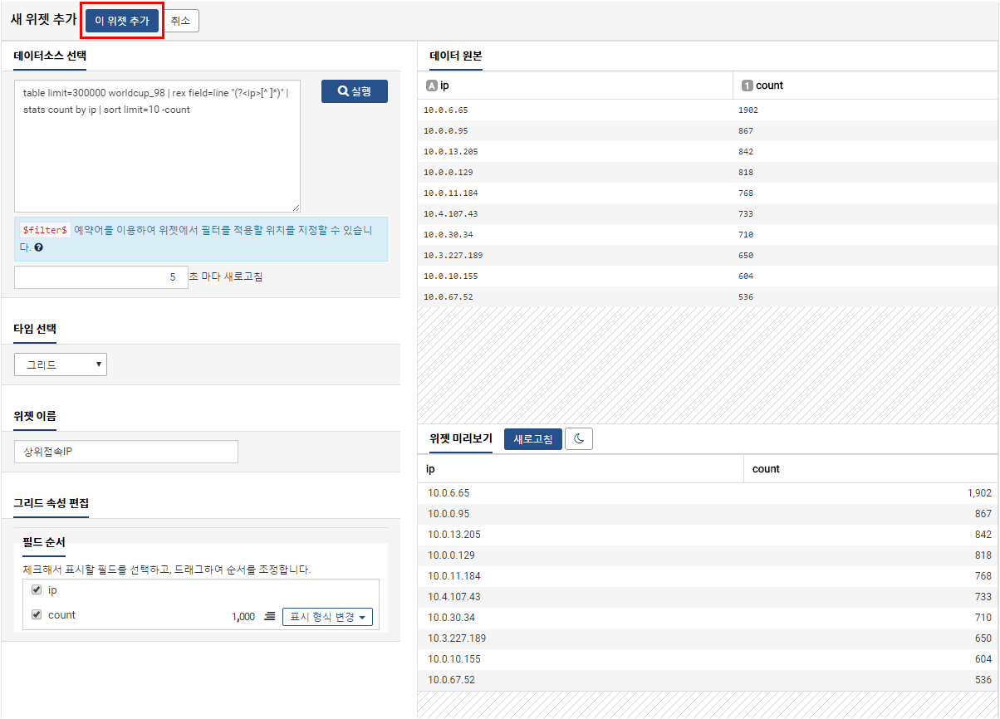 새 위젯 추가 이 위젯 추가 취소
데이터소스 선택
table limit=300000 worldcup_98 | rex field=line "(?<ip>[^ ]*)" |
stats count by ip | sort limit=10 -count
실행
$filter$ 예약어를 이용하여 위젯에서 필터를 적용할 위치를 지정할 수 있습니
다.
5 초 마다 새로고침
타입 선택
그리드
위젯 이름
상위접속IP
그리드 속성 편집
필드 순서
체크해서 표시할 필드를 선택하고, 드래그하여 순서를 조정합니다.
ip
count 1,000 표시 형식 변경
데이터 원본
A ip 1 count
10.0.6.65 1902
10.0.0.95 867
10.0.13.205 842
10.0.0.129 818
10.0.11.184 768
10.4.107.43 733
10.0.30.34 710
10.3.227.189 650
10.0.10.155 604
10.0.67.52 536
위젯 미리보기 새로고침
ip count
10.0.6.65 1,902
10.0.0.95 867
10.0.13.205 842
10.0.0.129 818
10.0.11.184 768
10.4.107.43 733
10.0.30.34 710
10.3.227.189 650
10.0.10.155 604
10.0.67.52 536